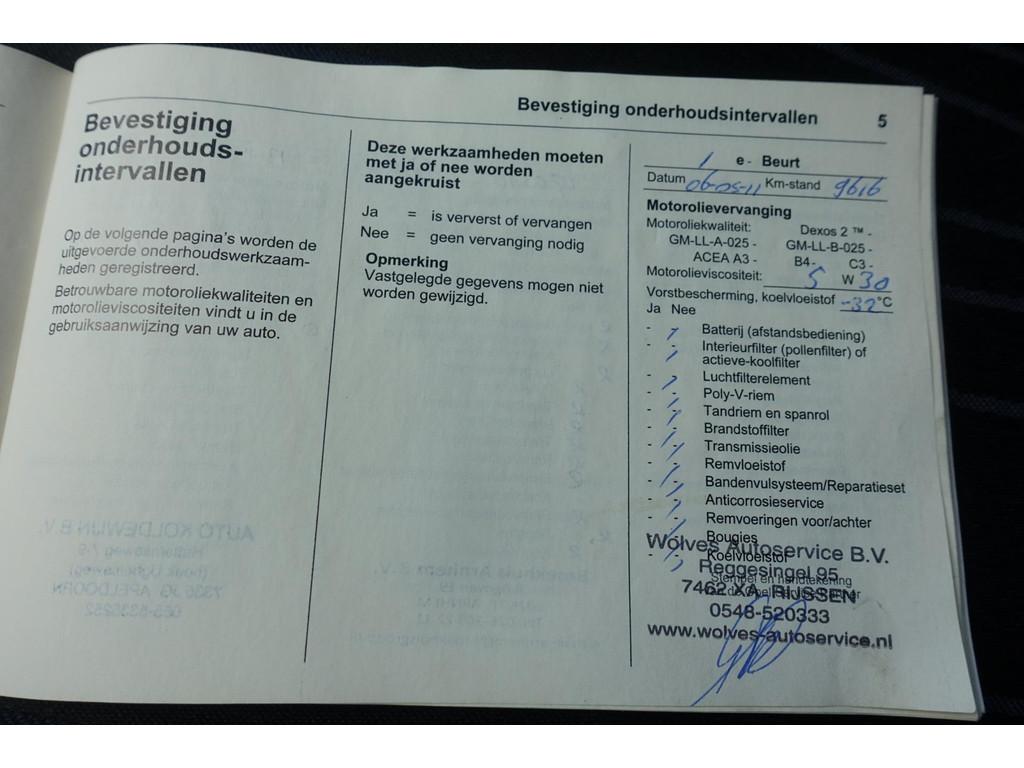 Bevestiging onderhoudsintervallen 5
Bevestiging
onderhouds-
intervallen
Op de volgende pagina's worden de
uitgevoerde onderhoudswerkzaam-
heden geregistreerd.
Betrouwbare motoroliekwaliteiten en
motorolieviscositeiten vindt u in de
gebruiksaanwijzing van uw auto.
Deze werkzaamheden moeten
met ja of nee worden
aangekruist
Ja = is ververst of vervangen
Nee = geen vervanging nodig
Opmerking
Vastgelegde gegevens mogen niet
worden gewijzigd.
1 e - Beurt
Datum 06-05-11 Km-stand 9616
Motorolievervanging
Motoroliekwaliteit: Dexos 2 ™ -
GM-LL-A-025 - GM-LL-B-025 -
ACEA A3 - B4- C3 -
Motorolieviscositeit: 5 W 30
Vorstbescherming, koelvloeistof -32 °C
Ja Nee
- - Batterij (afstandsbediening)
- - Interieurfilter (pollenfilter) of
actieve-koolfilter
- - Luchtfilterelement
- - Poly-V-riem
- - Tandriem en spanrol
- - Brandstoffilter
- - Transmissieolie
- - Remvloeistof
- - Bandenvulsysteem/Reparatieset
- - Anticorrosieservice
- - Remvoeringen voor/achter
- - Bougies
- - Koelvloeistof
Stempel en handtekening
Wolves Autoservice B.V.
Reggesingel 95
7462 XA RIJSSEN
0548-520333
www.wolves-autoservice.nl